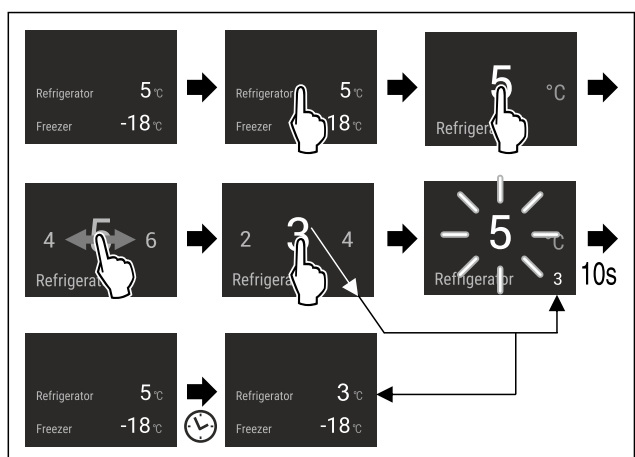 Refrigerator 5 °C
Freezer -18 °C
Refrigerator 5 °C
Freezer 18 °C
5 °C
Refriger
4 5 6
Refrigerat
2 3 4
Refrigera
5 °C
Refrigerator 3
10s
Refrigerator 5 °C
Freezer -18 °C
Refrigerator 3 °C
Freezer -18 °C